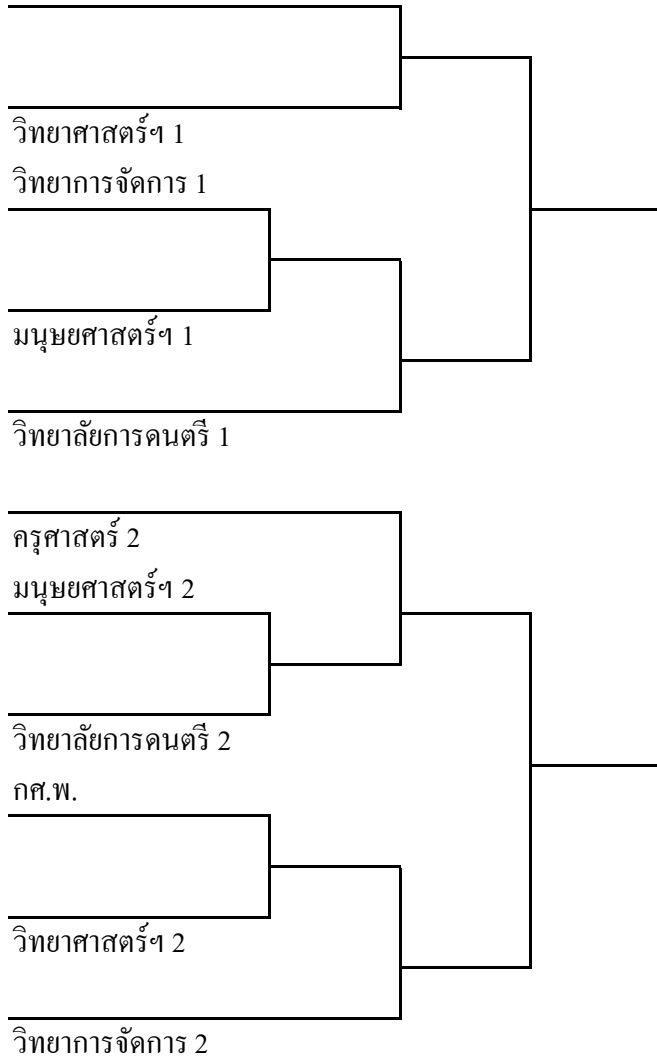 วิทยาศาสตร์ฯ 1
วิทยาการจัดการ 1
มนุษยศาสตร์ฯ 1
วิทยาลัยการดนตรี 1
ครุศาสตร์ 2
มนุษยศาสตร์ฯ 2
วิทยาลัยการดนตรี 2
กศ.พ.
วิทยาศาสตร์ฯ 2
วิทยาการจัดการ 2